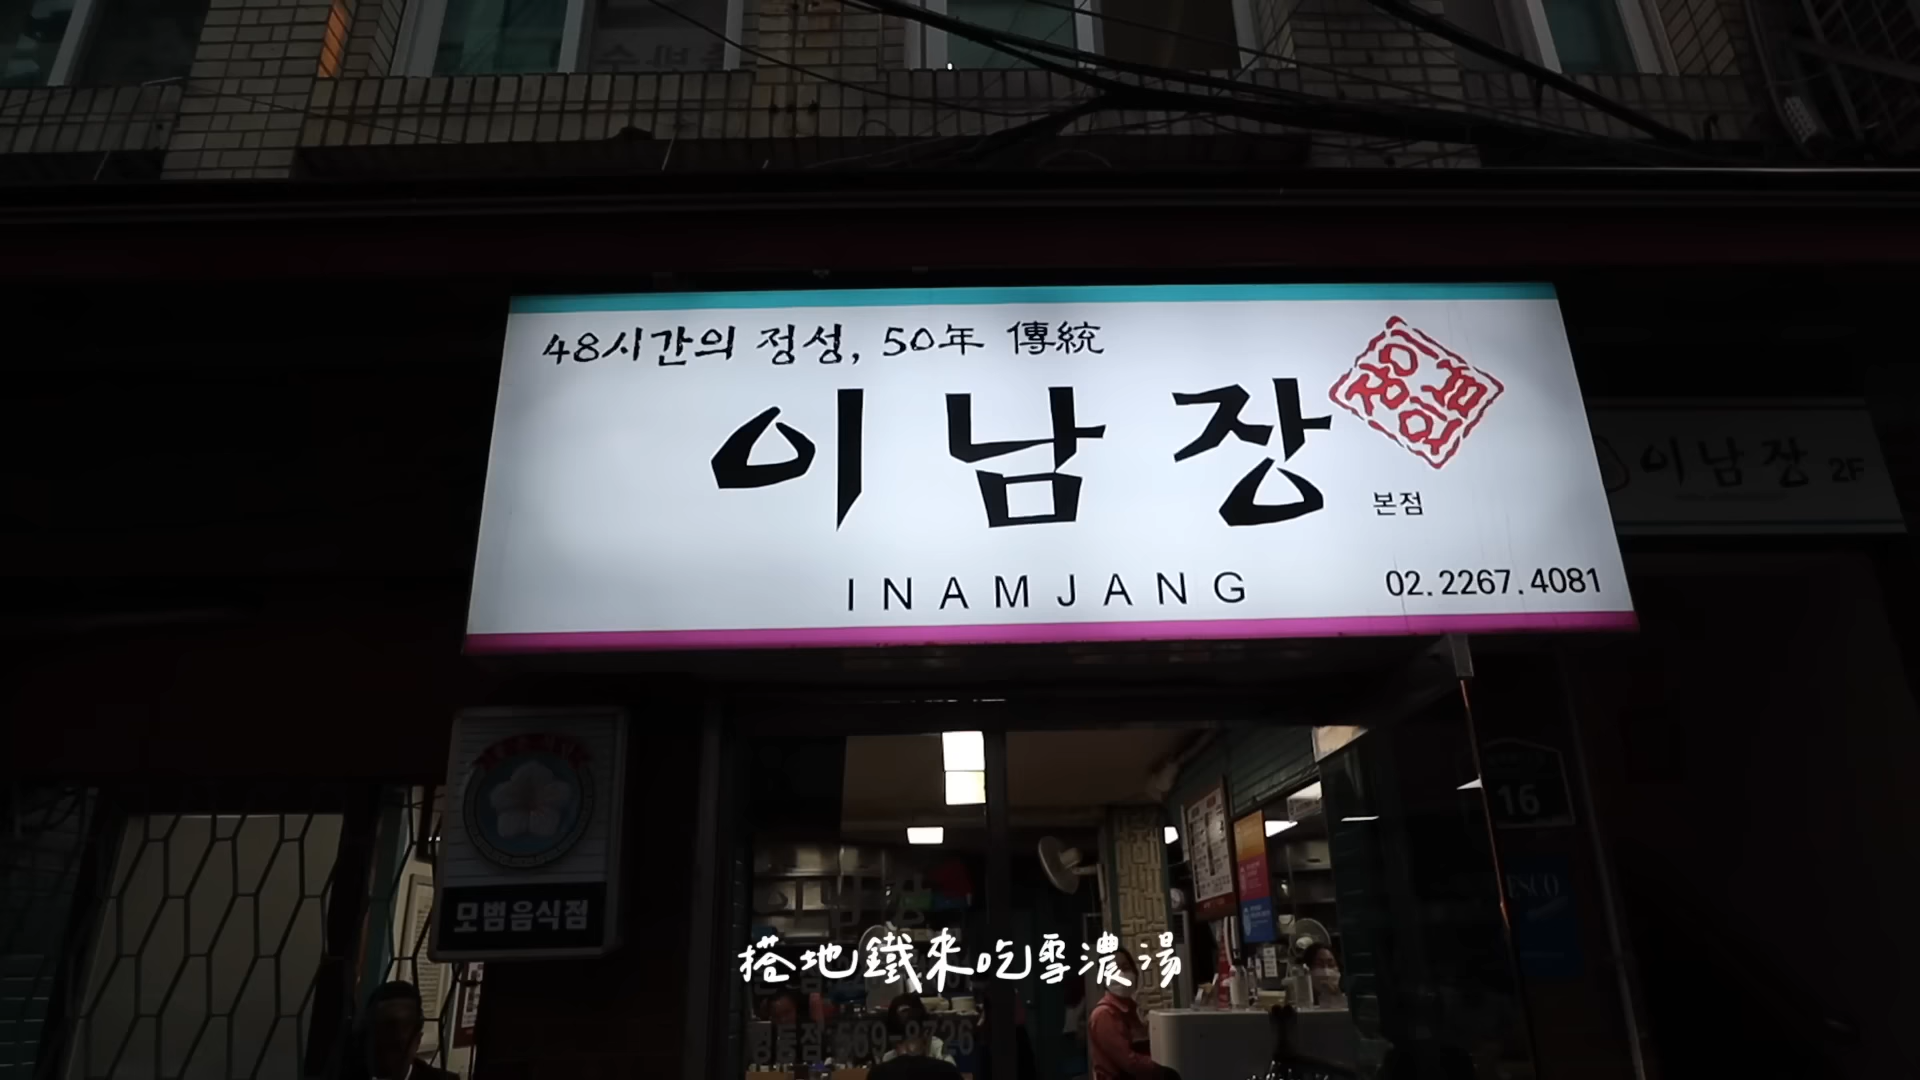 48시간의 정성, 50年 傳統
이남장
본점
INAMJANG
02.2267.4081
이남장 2F
16
모범음식점
搭地鐵來吃雪濃湯
569-8726